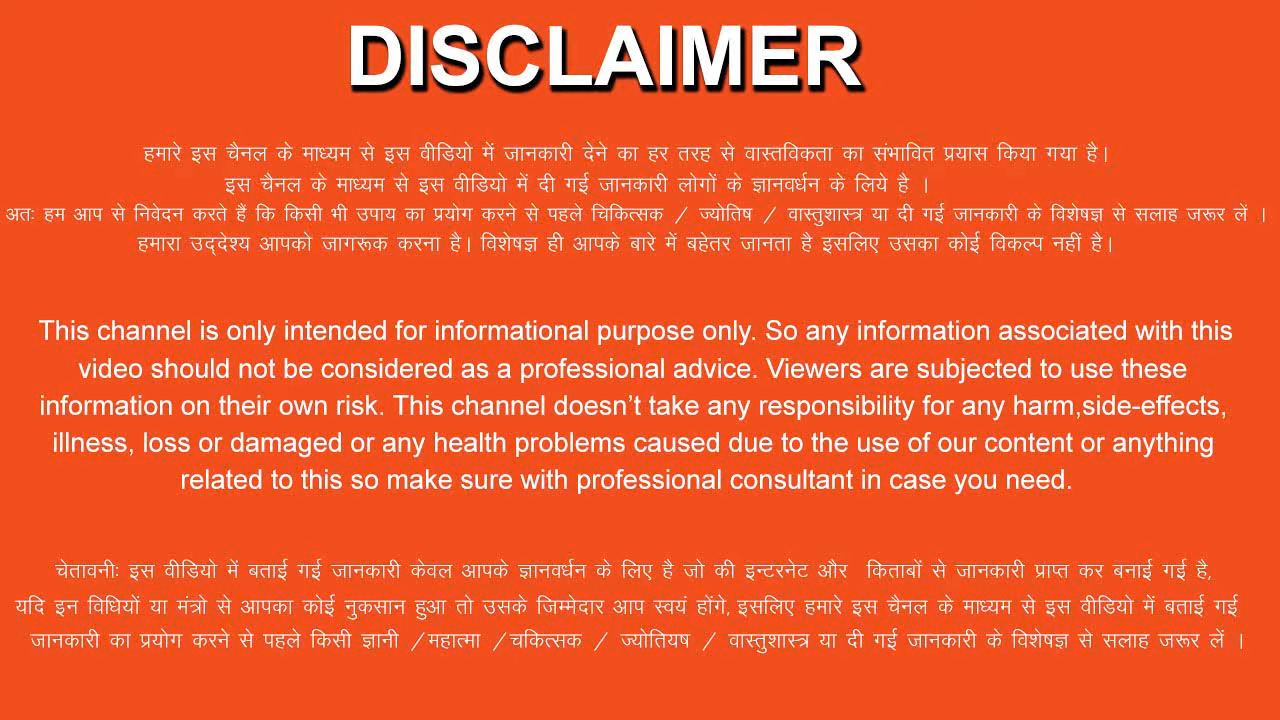 DISCLAIMER
हमारे इस चैनल के माध्यम से इस वीडियो में जानकारी देने का हर तरह से वास्तविकता का संभावित प्रयास किया गया है।
इस चैनल के माध्यम से इस वीडियो में दी गई जानकारी लोगों के ज्ञानवर्धन के लिये है ।
अतः हम आप से निवेदन करते हैं कि किसी भी उपाय का प्रयोग करने से पहले चिकित्सक / ज्योतिष / वास्तुशास्त्र या दी गई जानकारी के विशेषज्ञ से सलाह जरूर लें ।
हमारा उद्देश्य आपको जागरूक करना है। विशेषज्ञ ही आपके बारे में बहेतर जानता है इसलिए उसका कोई विकल्प नहीं है।
This channel is only intended for informational purpose only. So any information associated with this
video should not be considered as a professional advice. Viewers are subjected to use these
information on their own risk. This channel doesn’t take any responsibility for any harm,side-effects,
illness, loss or damaged or any health problems caused due to the use of our content or anything
related to this so make sure with professional consultant in case you need.
चेतावनीः इस वीडियो में बताई गई जानकारी केवल आपके ज्ञानवर्धन के लिए है जो की इन्टरनेट और किताबों से जानकारी प्राप्त कर बनाई गई है,
यदि इन विधियों या मंत्रो से आपका कोई नुकसान हुआ तो उसके जिम्मेदार आप स्वयं होंगे, इसलिए हमारे इस चैनल के माध्यम से इस वीडियो में बताई गई
जानकारी का प्रयोग करने से पहले किसी ज्ञानी /महात्मा /चकित्सक / ज्योतियष / वास्तुशास्त्र या दी गई जानकारी के विशेषज्ञ से सलाह जरूर लें ।